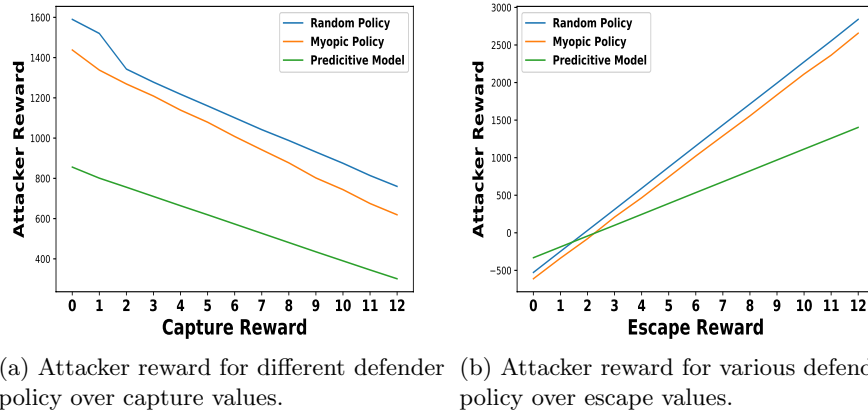 1600
1400
1200
1000
800
600
400
Attacker Reward
Random Policy
Myopic Policy
Predicitive Model
0 1 2 3 4 5 6 7 8 9 10 11 12
Capture Reward
(a) Attacker reward for different defender
policy over capture values.
3000
2500
2000
1500
1000
500
0
−500
Attacker Reward
Random Policy
Myopic Policy
Predicitive Model
0 1 2 3 4 5 6 7 8 9 10 11 12
Escape Reward
(b) Attacker reward for various defend
policy over escape values.